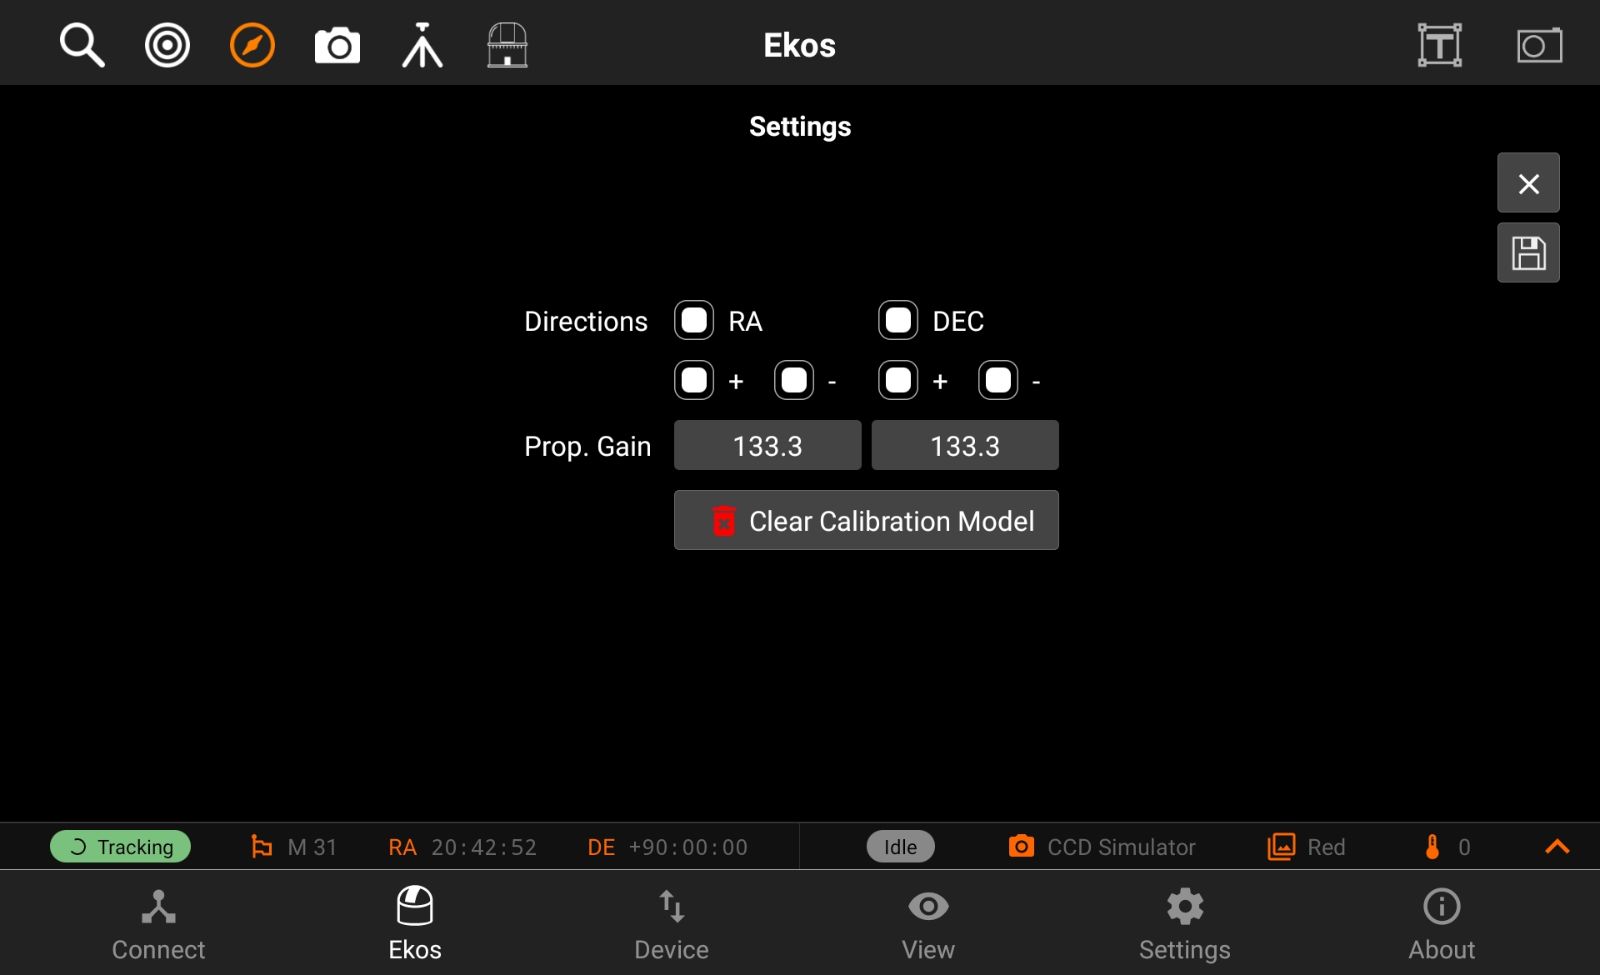 Ekos
Settings
Directions RA DEC
+ - + -
Prop. Gain 133.3 133.3
Clear Calibration Model
Tracking M 31 RA 20:42:52 DE +90:00:00 Idle CCD Simulator Red 0
Connect Ekos Device View Settings About